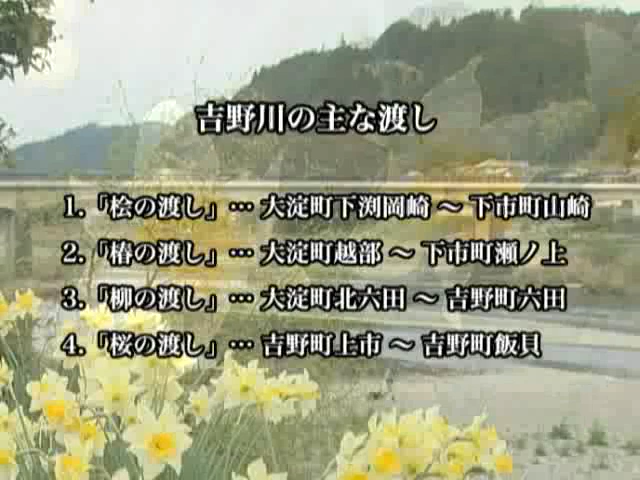 吉野川の主な渡し
1.「桧の渡し」… 大淀町下渕岡崎 ～ 下市町山崎
2.「椿の渡し」… 大淀町越部 ～ 下市町瀬ノ上
3.「柳の渡し」… 大淀町北六田 ～ 吉野町六田
4.「桜の渡し」… 吉野町上市 ～ 吉野町飯貝